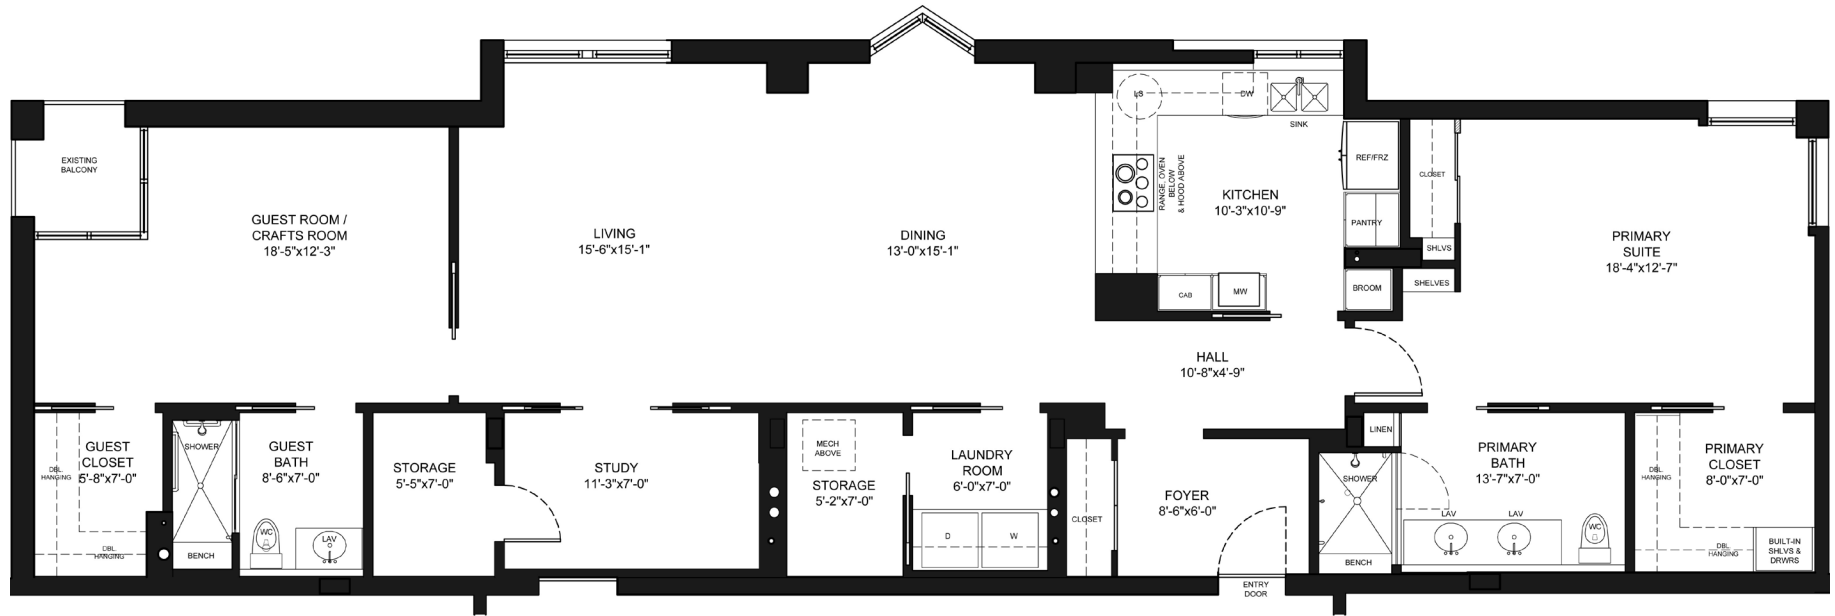 EXISTING
BALCONY
GUEST ROOM /
CRAFTS ROOM
18'-5"x12'-3"
LIVING
15'-6"x15'-1"
DINING
13'-0"x15'-1"
LS
DW
SINK
RANGE, OVEN
BELOW
& HOOD ABOVE
KITCHEN
10'-3"x10'-9"
REF/FRZ
PANTRY
CAB
MW
BROOM
CLOSET
SHLVS
SHELVES
PRIMARY
SUITE
18'-4"x12'-7"
HALL
10'-8"x4'-9"
GUEST
CLOSET
5'-8"x7'-0"
DBL.
HANGING
DBL.
HANGING
SHOWER
BENCH
GUEST
BATH
8'-6"x7'-0"
WC
LAV
STORAGE
5'-5"x7'-0"
STUDY
11'-3"x7'-0"
MECH
ABOVE
STORAGE
5'-2"x7'-0"
LAUNDRY
ROOM
6'-0"x7'-0"
D
W
CLOSET
FOYER
8'-6"x6'-0"
ENTRY
DOOR
LINEN
SHOWER
BENCH
PRIMARY
BATH
13'-7"x7'-0"
LAV
LAV
WC
PRIMARY
CLOSET
8'-0"x7'-0"
DBL.
HANGING
DBL.
HANGING
BUILT-IN
SHLVS &
DRWRS